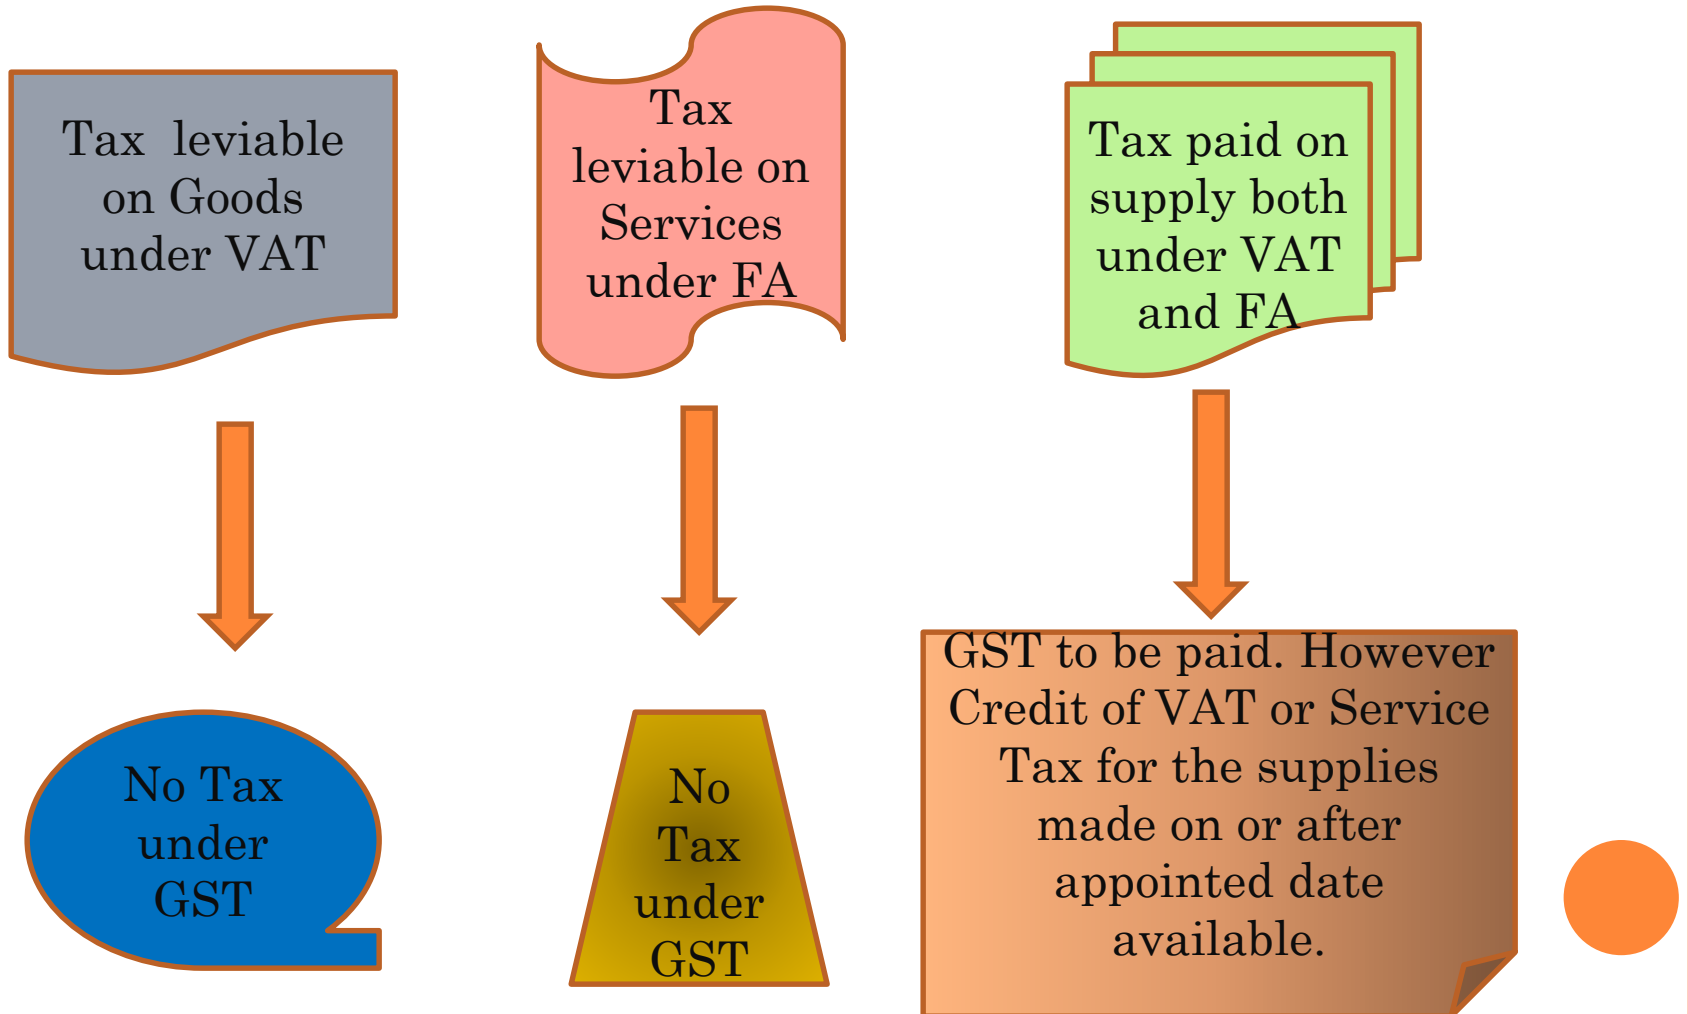 Tax leviable
on Goods
under VAT
Tax
leviable on
Services
under FA
Tax paid on
supply both
under VAT
and FA
No Tax
under
GST
No
Tax
under
GST
GST to be paid. However
Credit of VAT or Service
Tax for the supplies
made on or after
appointed date
available.